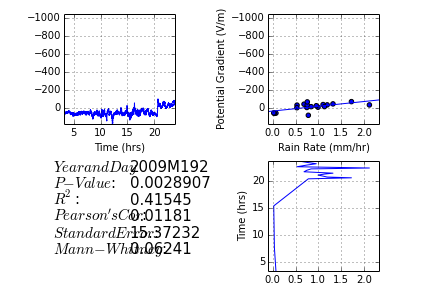 −1000
−800
−600
−400
−200
0
5 10 15 20
Time (hrs)
Potential Gradient (V/m)
−1000
−800
−600
−400
−200
0
0.0 0.5 1.0 1.5 2.0
Rain Rate (mm/hr)
YearandDay: 2009M192
P−Value: 0.0028907
R²: 0.41545
Pearson'sCor: 0.01181
StandardError: 15.37232
Mann−Whitney: 0.06241
Time (hrs)
20
15
10
5
0.0 0.5 1.0 1.5 2.0